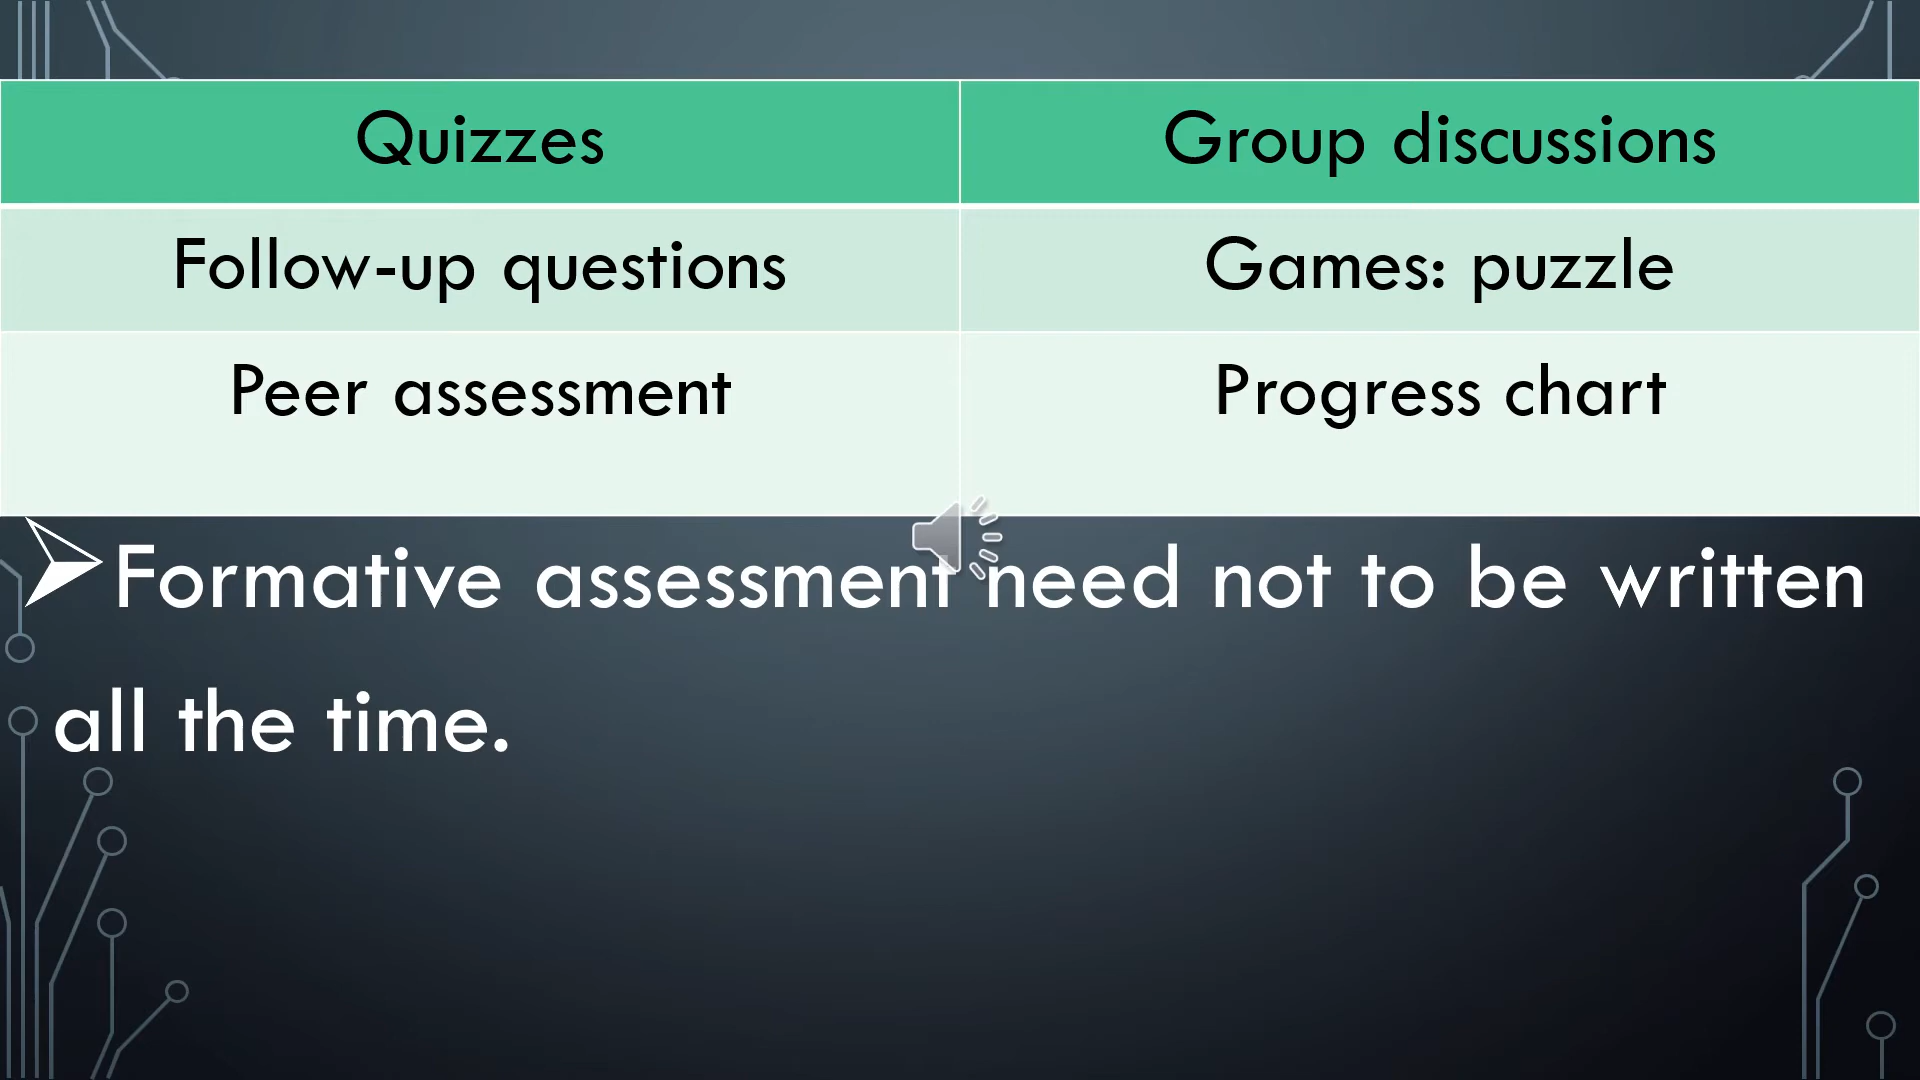 Quizzes
Group discussions
Follow-up questions
Games: puzzle
Peer assessment
Progress chart
Formative assessment need not to be written
all the time.